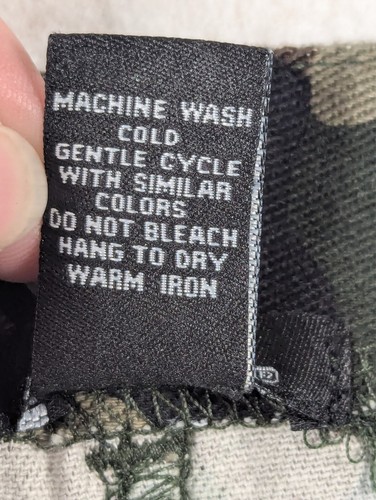 MACHINE WASH
COLD
GENTLE CYCLE
WITH SIMILAR
COLORS
DO NOT BLEACH
HANG TO DRY
WARM IRON